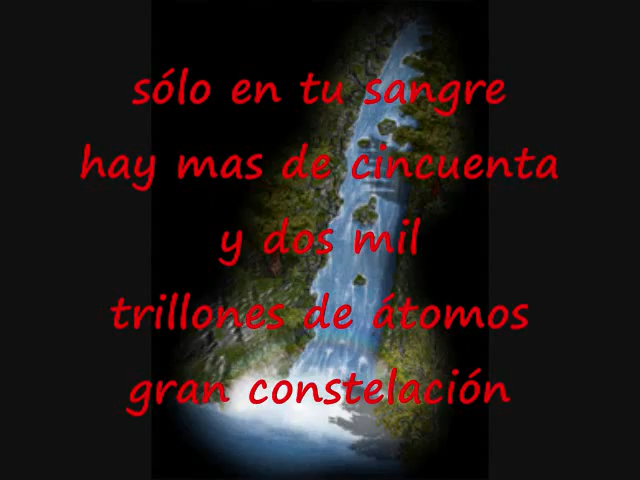 sólo en tu sangre
hay mas de cincuenta
y dos mil
trillones de átomos
gran constelación